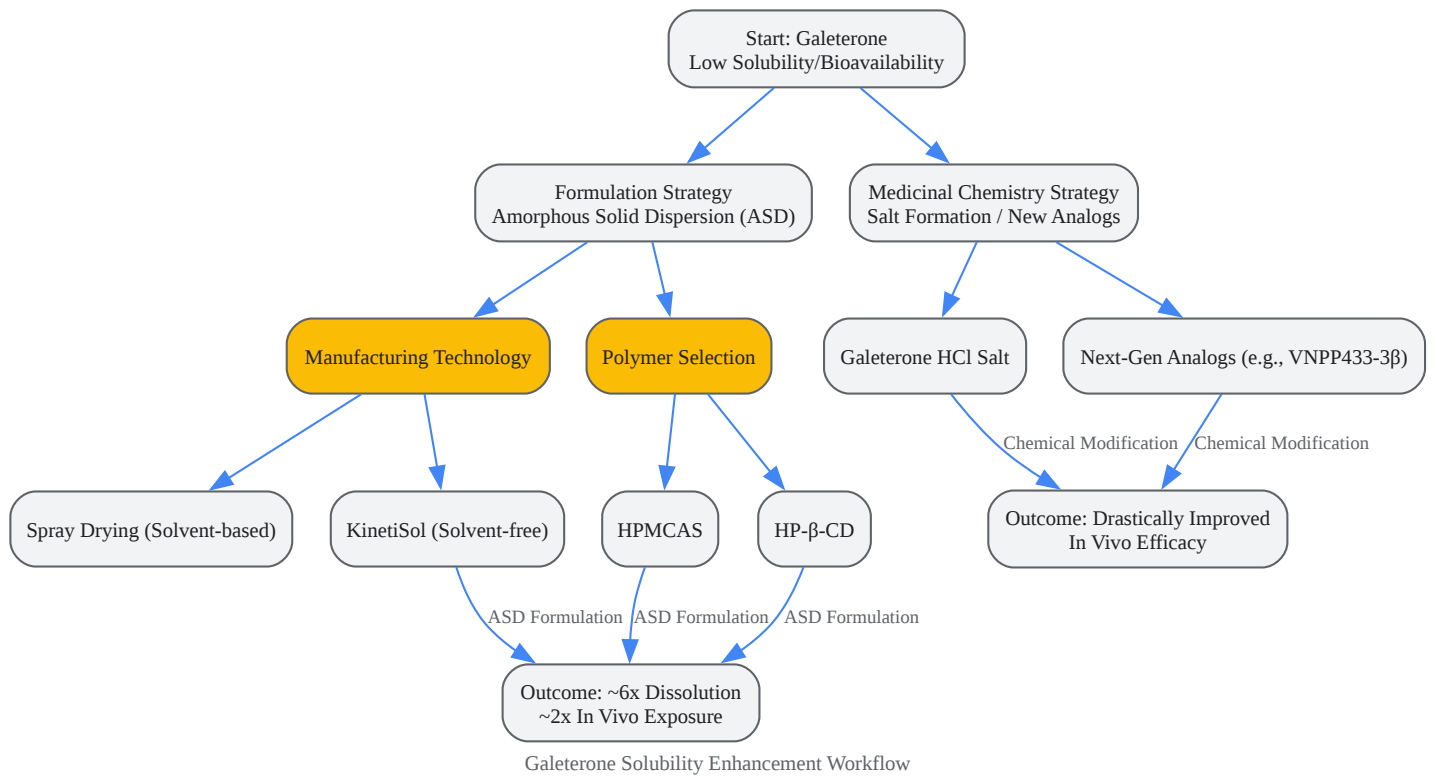 Start: Galeterone
Low Solubility/Bioavailability
Formulation Strategy
Amorphous Solid Dispersion (ASD)
Medicinal Chemistry Strategy
Salt Formation / New Analogs
Manufacturing Technology
Polymer Selection
Galeterone HCl Salt
Next-Gen Analogs (e.g., VNPP433-3β)
Chemical Modification
Chemical Modification
Spray Drying (Solvent-based)
KinetiSol (Solvent-free)
HPMCAS
HP-β-CD
Outcome: Drastically Improved
In Vivo Efficacy
ASD Formulation
ASD Formulation
ASD Formulation
Outcome: ~6x Dissolution
~2x In Vivo Exposure
Galeterone Solubility Enhancement Workflow